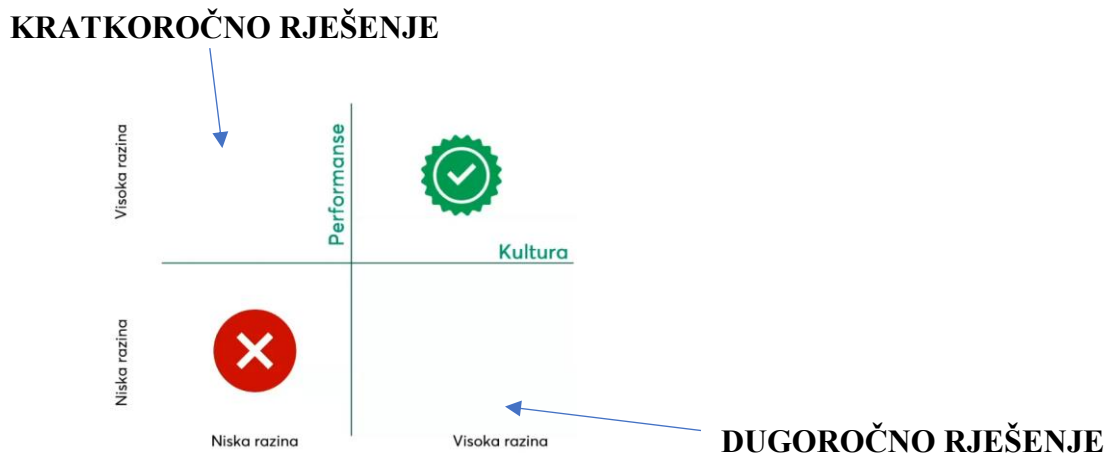 KRATKOROČNO RJEŠENJE
Visoka razina
Performanse
Kultura
Niska razina
Niska razina
Visoka razina
DUGOROČNO RJEŠENJE